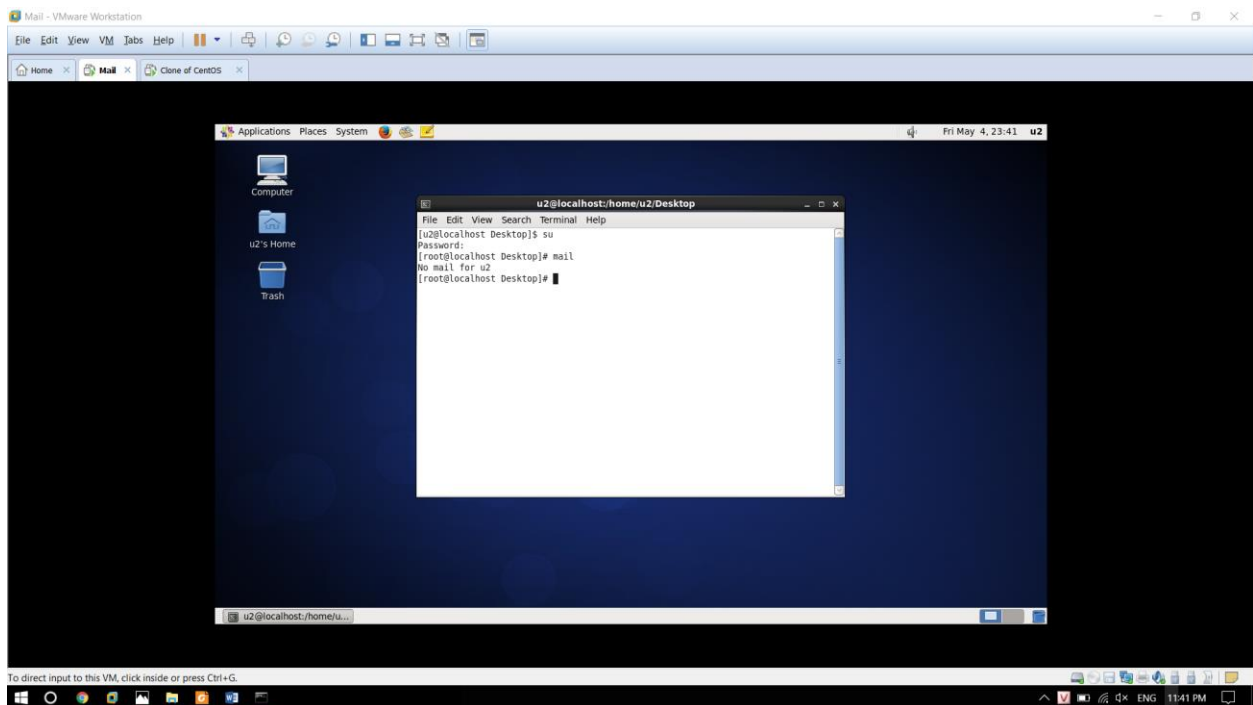 Mail - VMware Workstation
File Edit View VM Tabs Help
Home Mail Clone of CentOS
Applications Places System Fri May 4, 23:41 u2
Computer
u2's Home
Trash
u2@localhost:/home/u2/Desktop
File Edit View Search Terminal Help
[u2@localhost Desktop]$ su
Password:
[root@localhost Desktop]# mail
No mail for u2
[root@localhost Desktop]#
u2@localhost:/home/u...
To direct input to this VM, click inside or press Ctrl+G.
ENG 11:41 PM